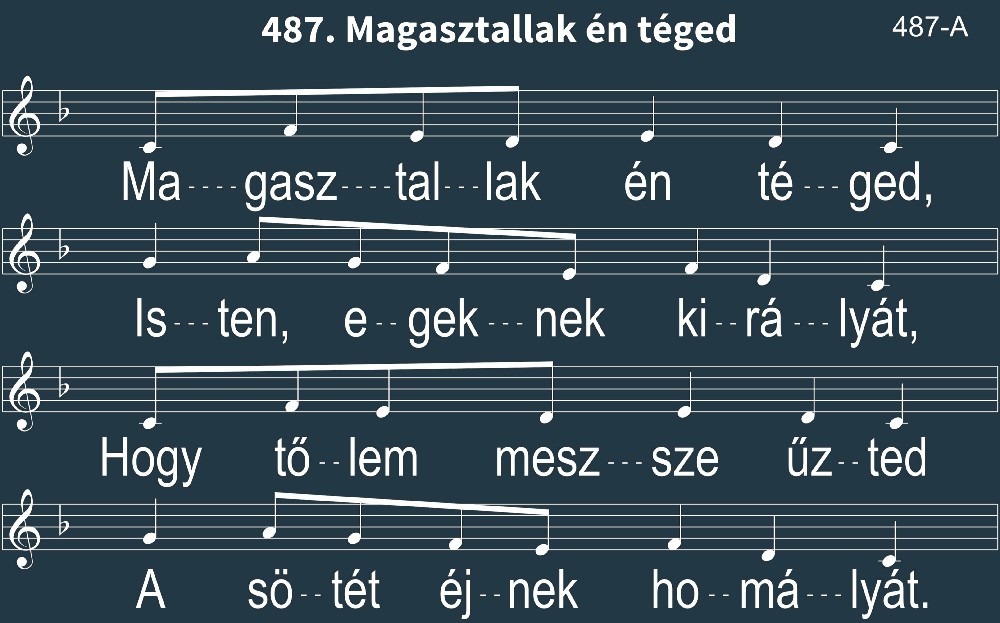 487. Magasztallak én téged
487-A
Ma----gasz----tal---lak én té---ged,
Is---ten, e--gek---nek ki--rá---lyát,
Hogy tő--lem mesz---sze űz--ted
A sö--tét éj--nek ho--má---lyát.